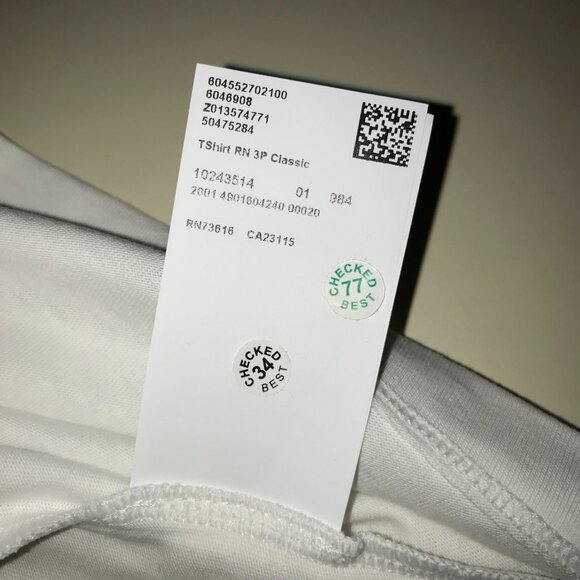 604552702100
6046908
Z013574771
50475284
TShirt RN 3P Classic
10243514 01 984
2001 4901604240 00020
RN73616 CA23115
CHECKED
77
BEST
CHECKED
34
BEST